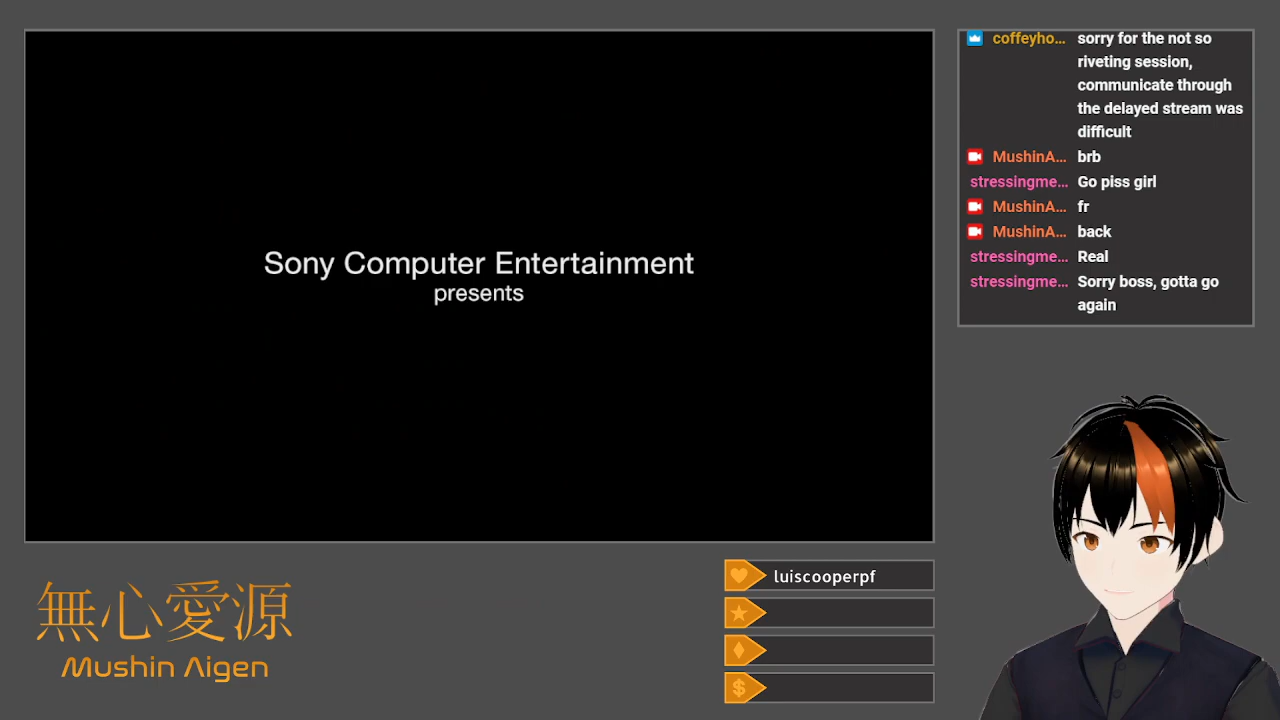 Sony Computer Entertainment
presents
coffeyho... sorry for the not so
riveting session,
communicate through
the delayed stream was
difficult
MushinA... brb
stressingme... Go piss girl
MushinA... fr
MushinA... back
stressingme... Real
stressingme... Sorry boss, gotta go
again
luiscooperpf
無心愛源
Mushin Aigen